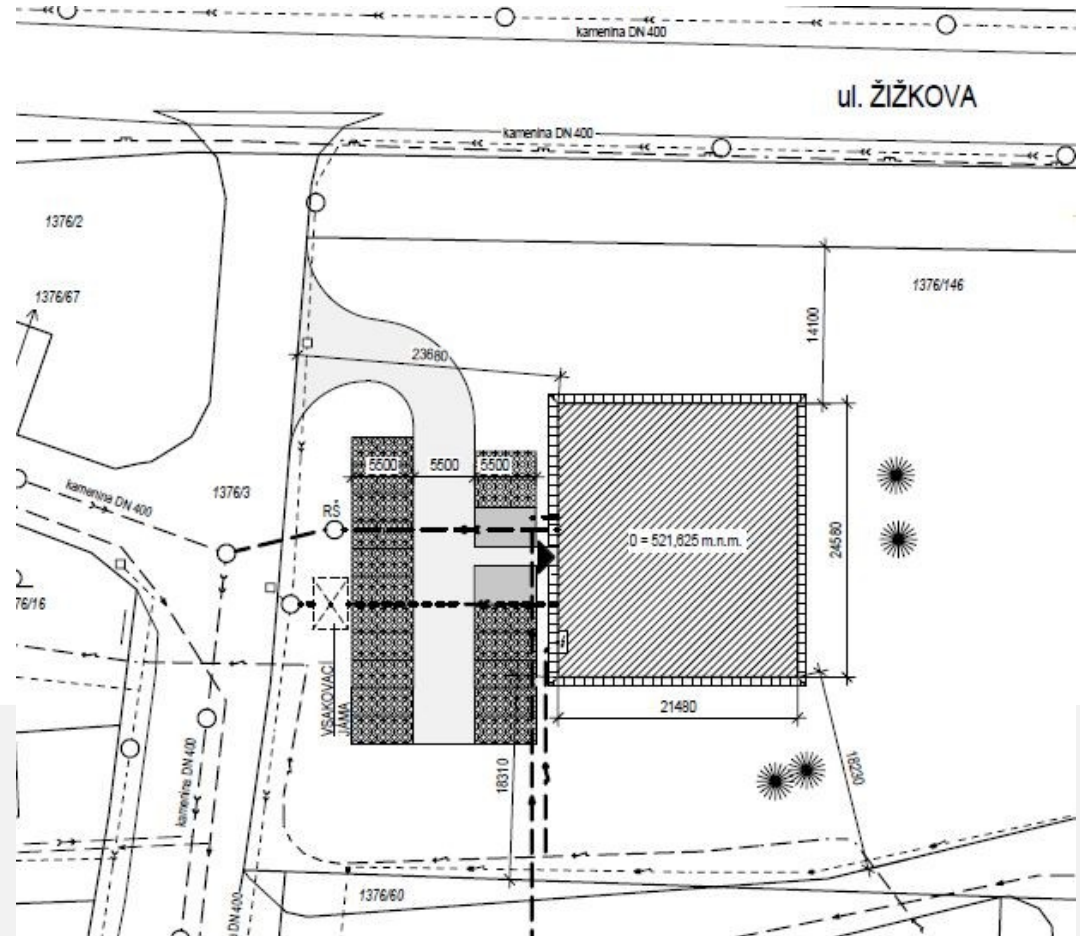 kamenina DN 400
ul. ŽIŽKOVA
kamenina DN 400
1376/2
1376/146
1376/67
14100
23680
5500 5500 5500
kamenina DN 400
1376/3
RŠ
0 = 521,625 m.n.m.
24580
76/16
VSAKOVACÍ
JÁMA
21480
kamenina DN 400
18310
18230
1376/60
DN 400